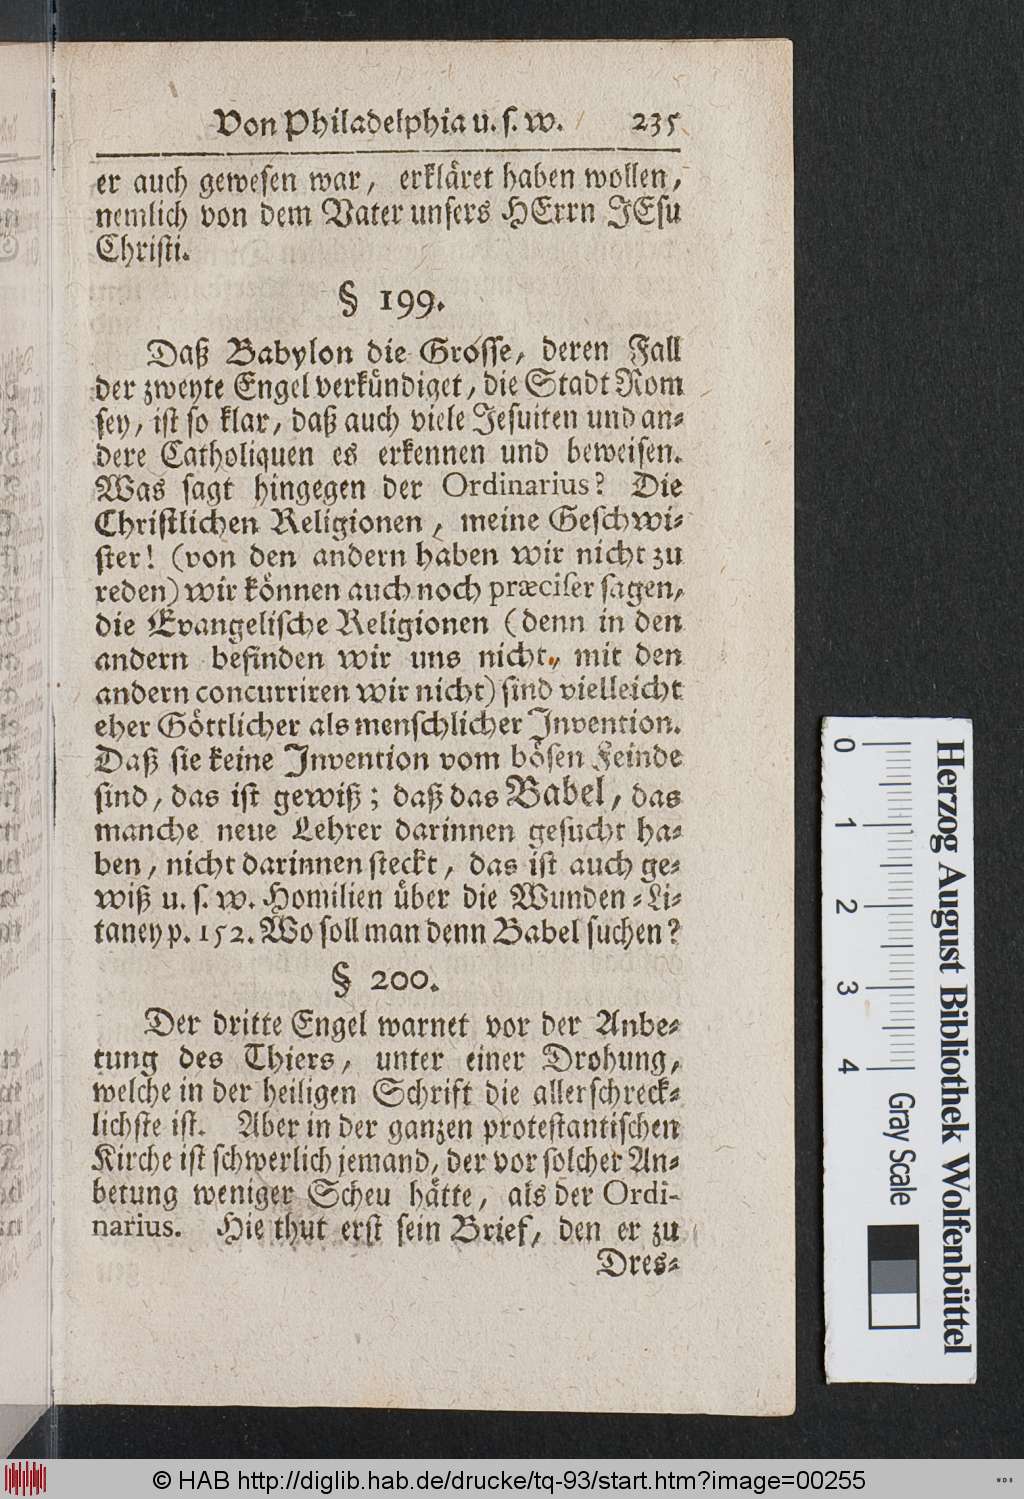 Von Philadelphia u. ſ. w. 235
er auch geweſen war, erkläret haben wollen,
nemlich von dem Vater unſers HErrn JEſu
Chriſti.
§ 199.
Daß Babylon die Groſſe, deren Fall
der zweyte Engel verkündiget, die Stadt Rom
ſey, iſt ſo klar, daß auch viele Jeſuiten und an-
dere Catholiquen es erkennen und beweiſen.
Was ſagt hingegen der Ordinarius? Die
Chriſtlichen Religionen, meine Geſchwi-
ſter! (von den andern haben wir nicht zu
reden) wir können auch noch præciſer ſagen,
die Evangeliſche Religionen (denn in den
andern befinden wir uns nicht, mit den
andern concurriren wir nicht) ſind vielleicht
eher Göttlicher als menſchlicher Invention.
Daß ſie keine Invention vom böſen Feinde
ſind, das iſt gewiß; daß das Babel, das
manche neue Lehrer darinnen geſucht ha-
ben, nicht darinnen ſteckt, das iſt auch ge-
wiß u. ſ. w. Homilien über die Wunden-Li-
taney p. 152. Wo ſoll man denn Babel ſuchen?
§ 200.
Der dritte Engel warnet vor der Anbe-
tung des Thiers, unter einer Drohung,
welche in der heiligen Schrift die allerſchreck-
lichſte iſt. Aber in der ganzen proteſtantiſchen
Kirche iſt ſchwerlich jemand, der vor ſolcher An-
betung weniger Scheu hätte, als der Ordi-
narius. Hie thut erſt ſein Brief, den er zu
Dres-
0 1 2 3 4
Gray Scale
Herzog August Bibliothek Wolfenbüttel
© HAB http://diglib.hab.de/drucke/tq-93/start.htm?image=00255